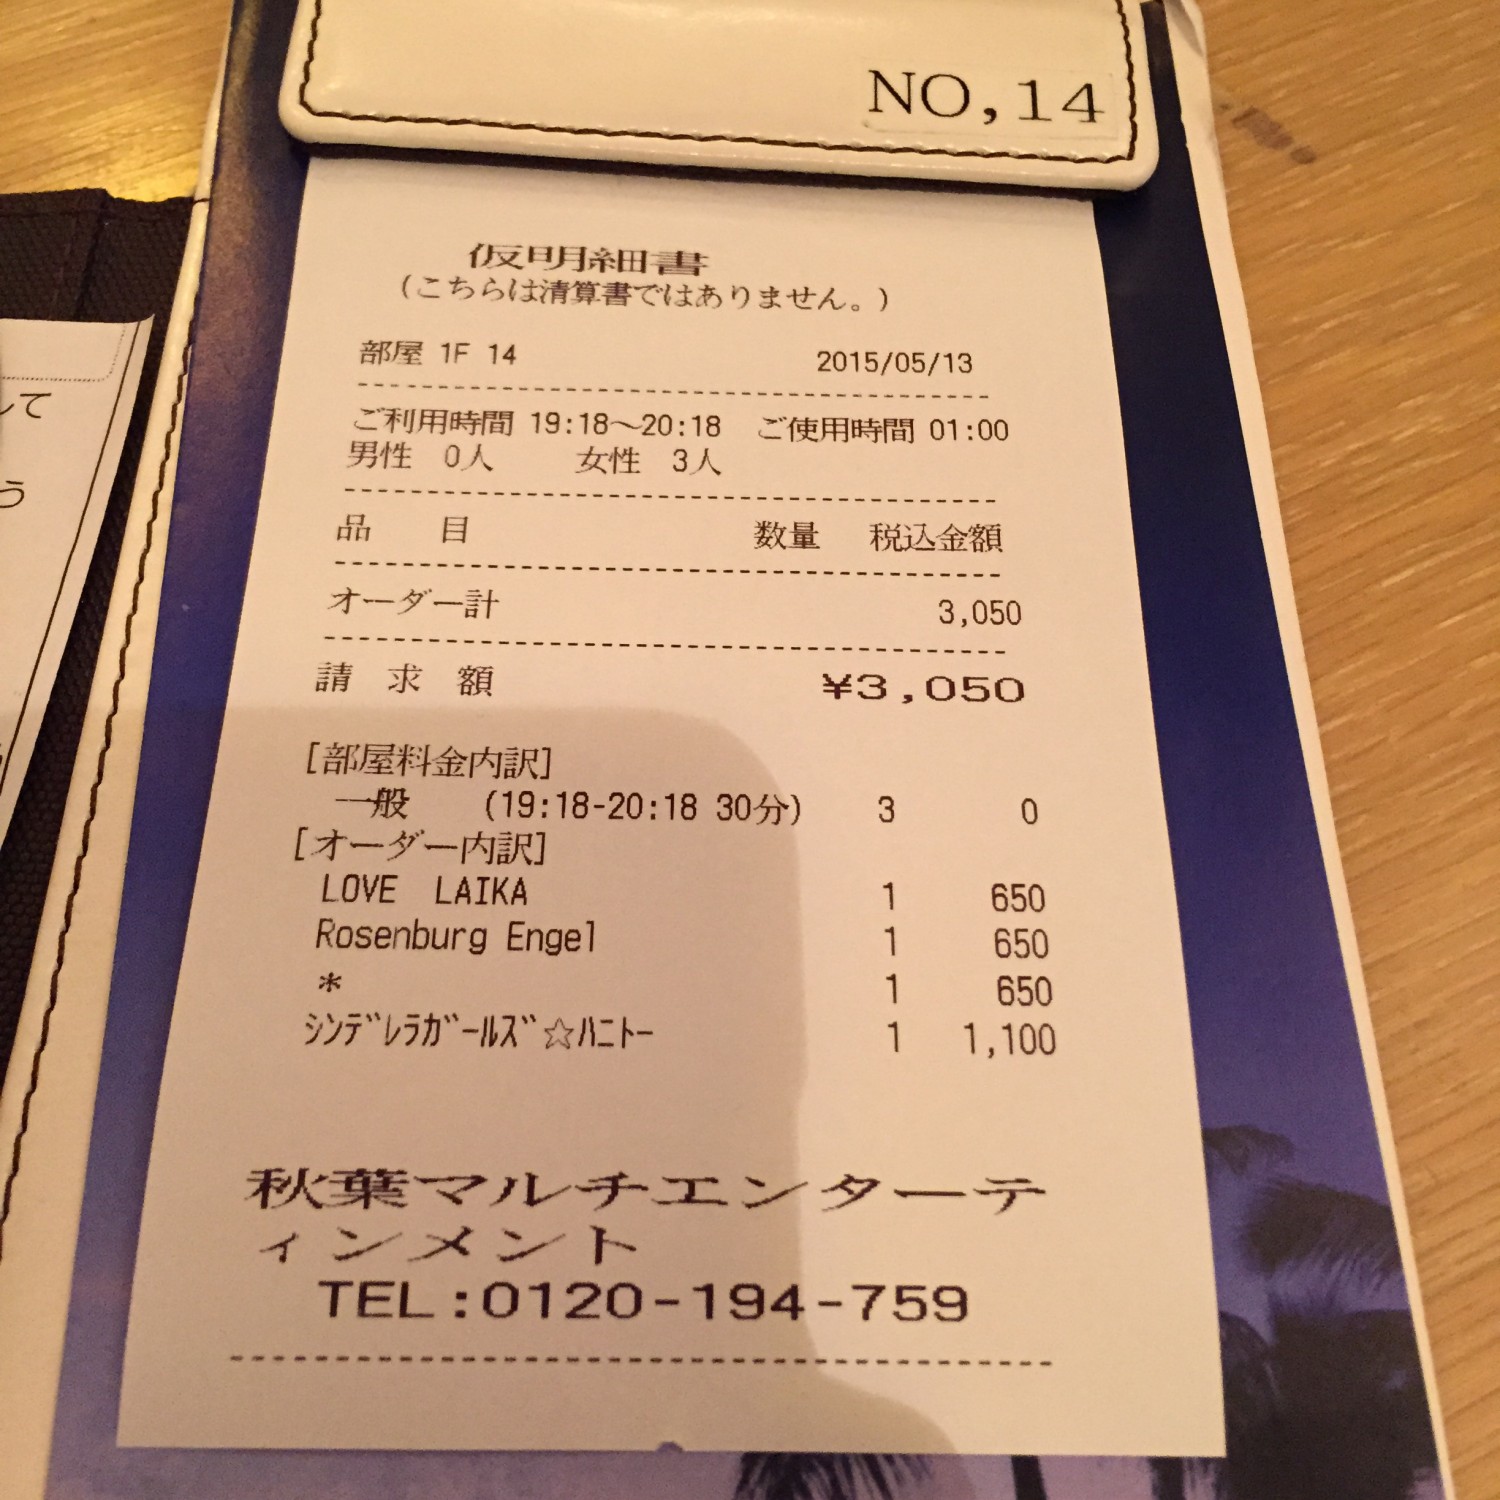 NO,14
仮明細書
(こちらは清算書ではありません。)
部屋 1F 14 2015/05/13
ご利用時間 19:18～20:18 ご使用時間 01:00
男性 0人 女性 3人
品 目 数量 税込金額
オーダー計 3,050
請 求 額 ¥3,050
[部屋料金内訳]
一般 (19:18-20:18 30分) 3 0
[オーダー内訳]
LOVE LAIKA 1 650
Rosenburg Engel 1 650
* 1 650
ｼﾝﾃﾞﾚﾗｶﾞｰﾙｽﾞ☆ﾊﾆﾄｰ 1 1,100
秋葉マルチエンターテ
ィンメント
TEL:0120-194-759
して
う